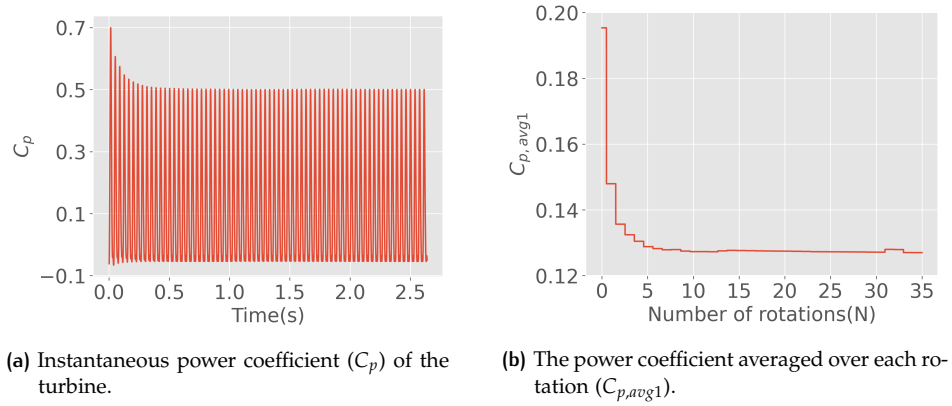 0.7
0.5
0.3
0.1
−0.1
C_p
0.0 0.5 1.0 1.5 2.0 2.5
Time(s)
0.20
0.18
0.16
0.14
0.12
C_{p, avg1}
0 5 10 15 20 25 30 35
Number of rotations(N)
(a) Instantaneous power coefficient (C_p) of the
turbine.
(b) The power coefficient averaged over each ro-
tation (C_{p,avg1}).